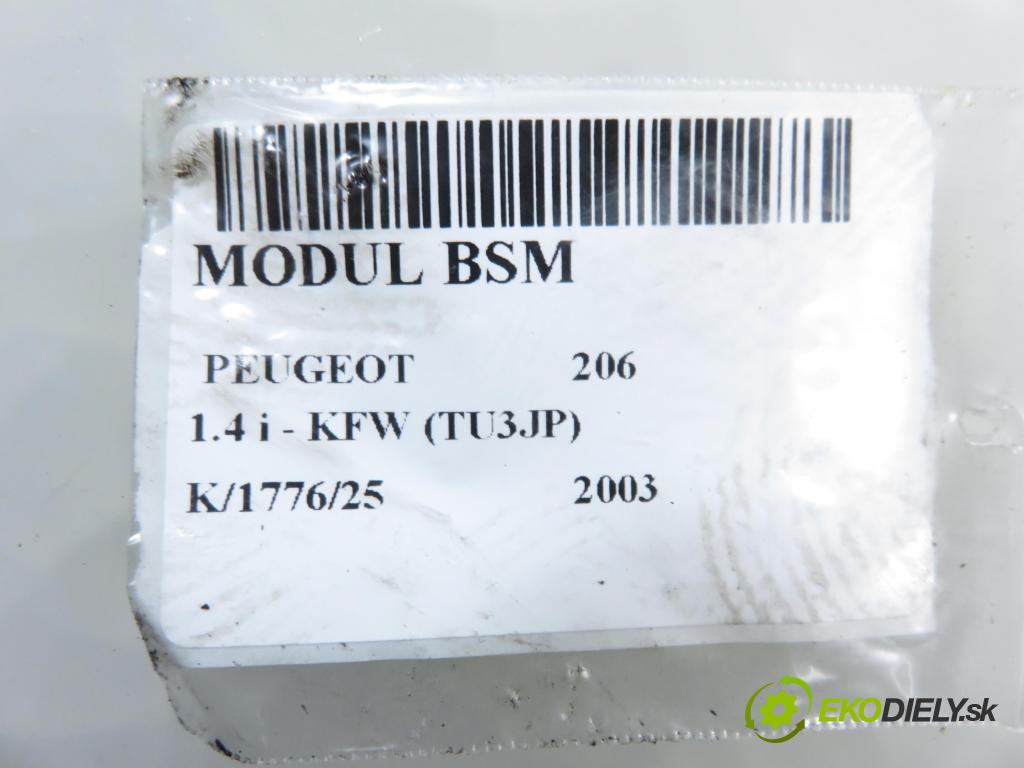 MODUL BSM
PEUGEOT 206
1.4 i - KFW (TU3JP)
K/1776/25 2003
EKODIELY.sk